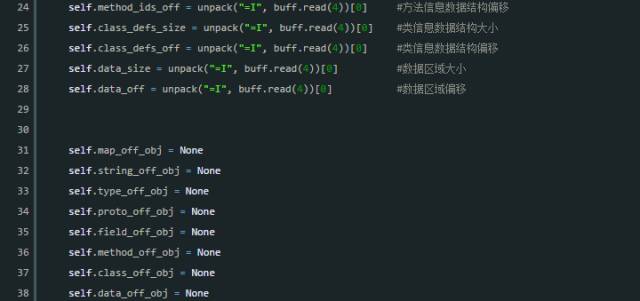 24 self.method_ids_off = unpack("=I", buff.read(4))[0] #方法信息数据结构偏移
25 self.class_defs_size = unpack("=I", buff.read(4))[0] #类信息数据结构大小
26 self.class_defs_off = unpack("=I", buff.read(4))[0] #类信息数据结构偏移
27 self.data_size = unpack("=I", buff.read(4))[0] #数据区域大小
28 self.data_off = unpack("=I", buff.read(4))[0] #数据区域偏移
29
30
31 self.map_off_obj = None
32 self.string_off_obj = None
33 self.type_off_obj = None
34 self.proto_off_obj = None
35 self.field_off_obj = None
36 self.method_off_obj = None
37 self.class_off_obj = None
38 self.data_off_obj = None